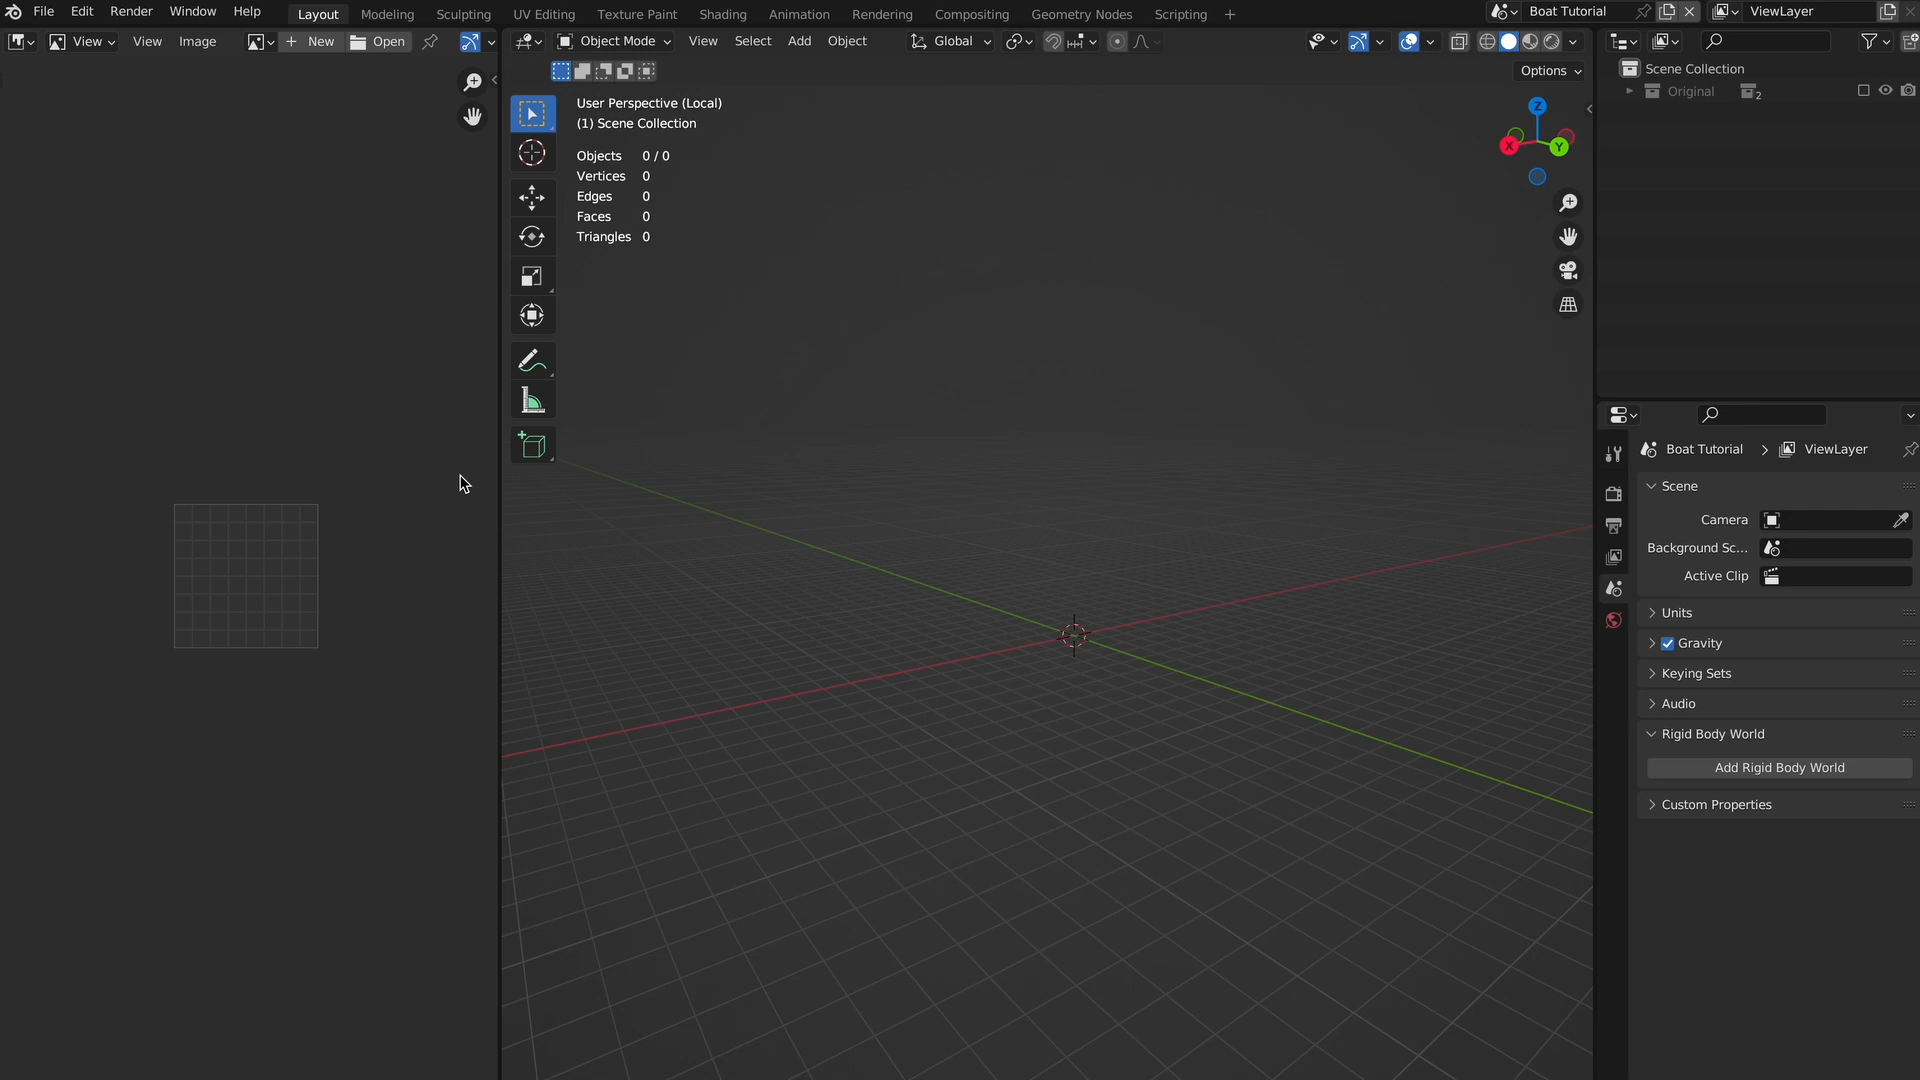 File Edit Render Window Help Layout Modeling Sculpting UV Editing Texture Paint Shading Animation Rendering Compositing Geometry Nodes Scripting + Boat Tutorial ViewLayer
View View Image + New Open Object Mode View Select Add Object Global
Options
User Perspective (Local)
(1) Scene Collection
Objects 0 / 0
Vertices 0
Edges 0
Faces 0
Triangles 0
Z
X
Y
Scene Collection
Original 2
Boat Tutorial > ViewLayer
Scene
Camera
Background Sc...
Active Clip
Units
Gravity
Keying Sets
Audio
Rigid Body World
Add Rigid Body World
Custom Properties